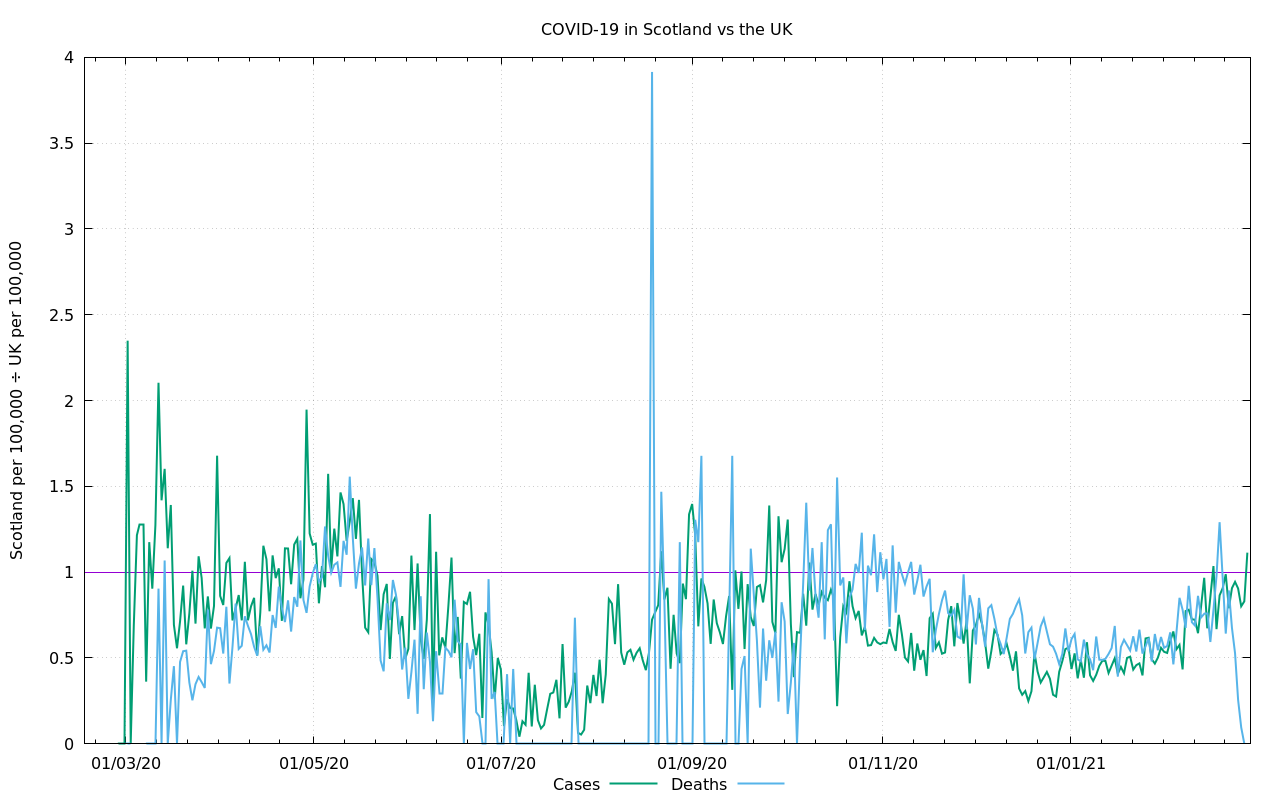 COVID-19 in Scotland vs the UK
Scotland per 100,000 ÷ UK per 100,000
4
3.5
3
2.5
2
1.5
1
0.5
0
01/03/20 01/05/20 01/07/20 01/09/20 01/11/20 01/01/21
Cases Deaths